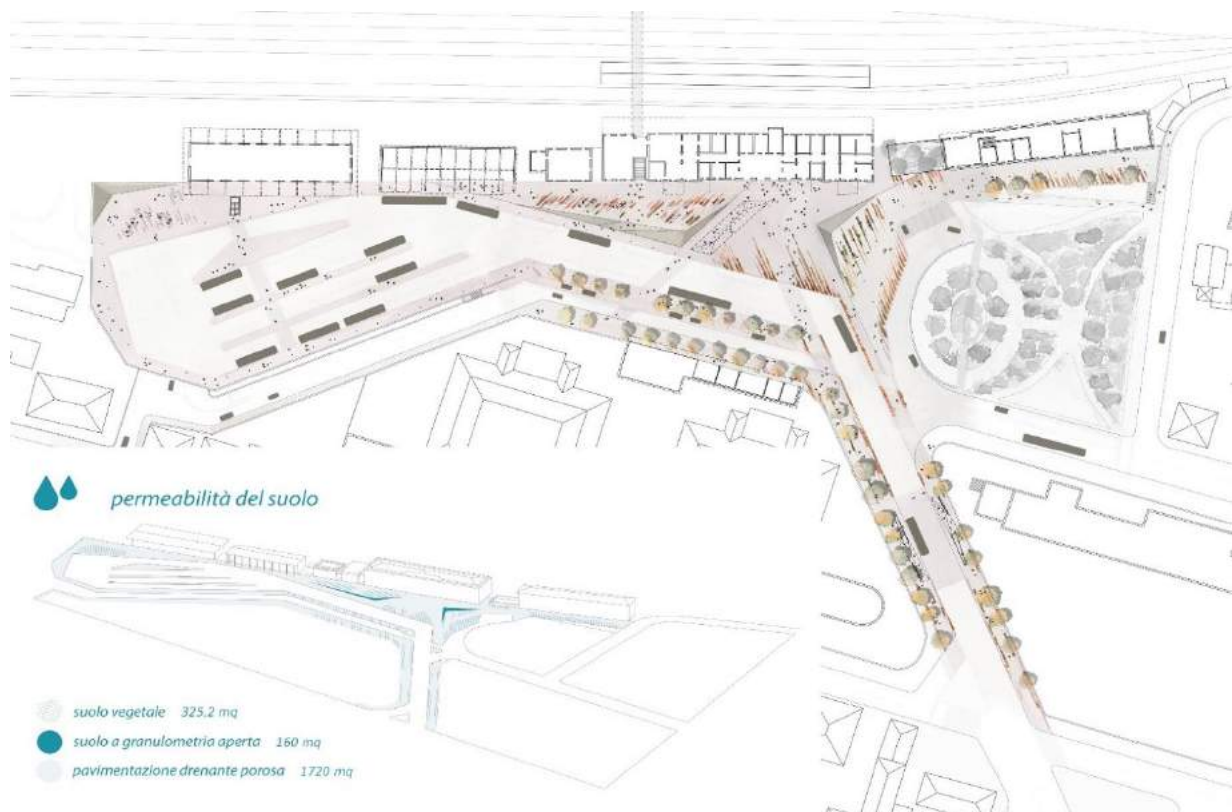 permeabilità del suolo
suolo vegetale 325.2 mq
suolo a granulometria aperta 160 mq
pavimentazione drenante porosa 1720 mq